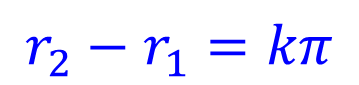 r₂ − r₁ = kπ